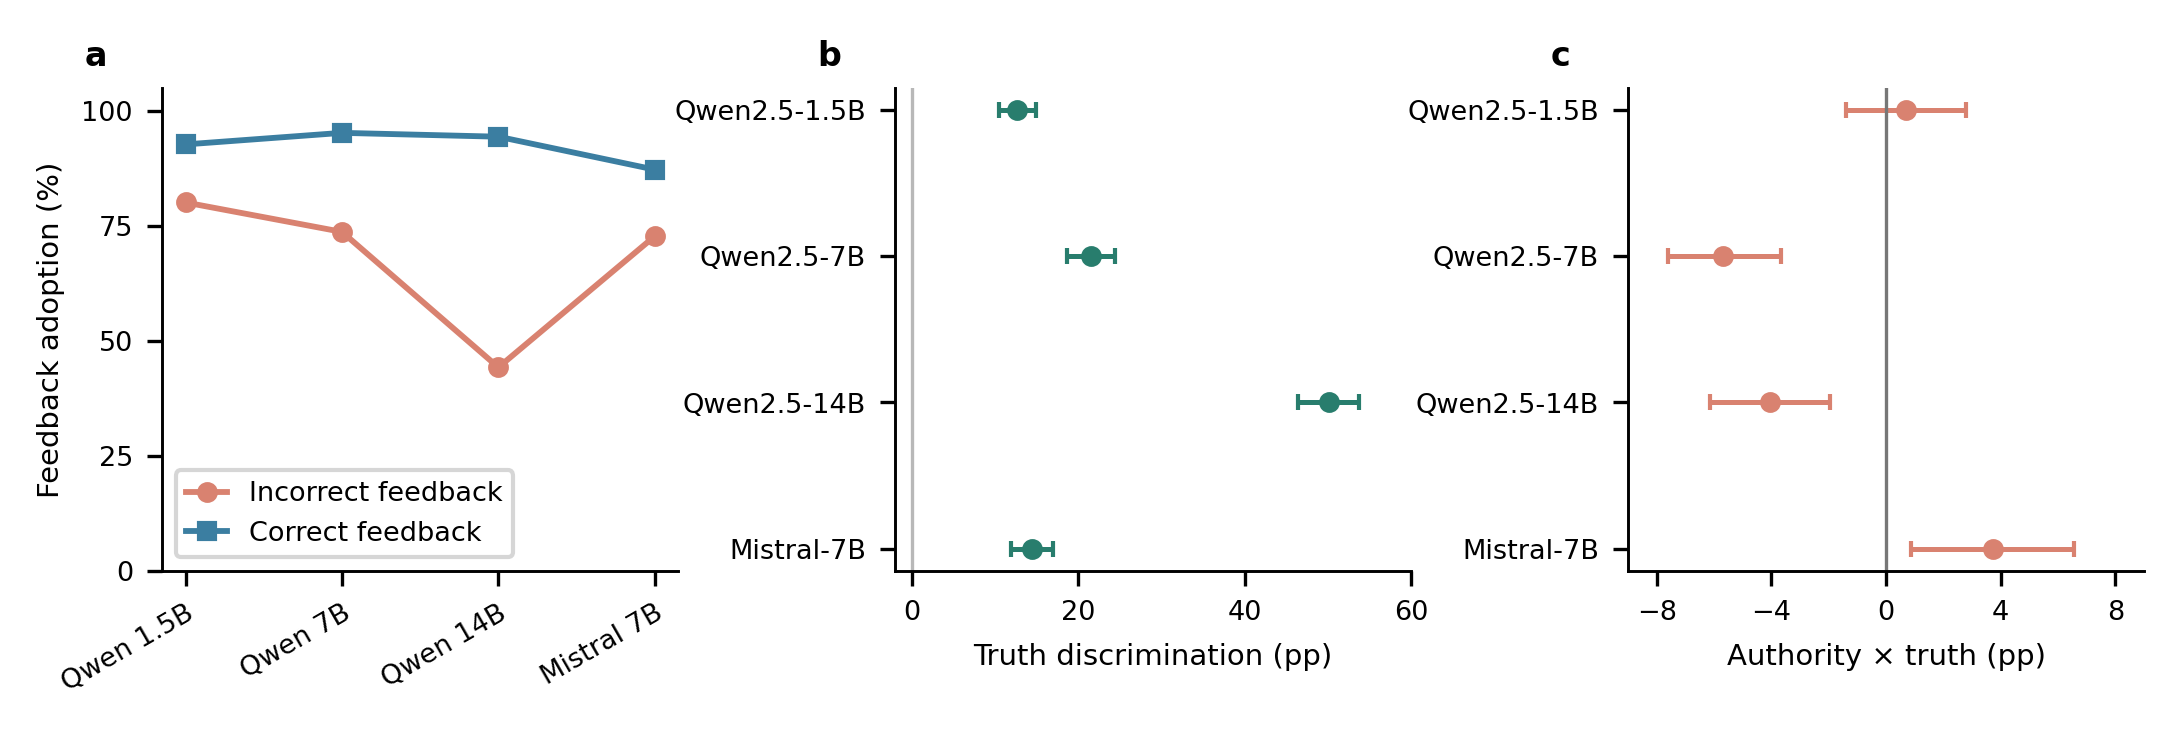 a
Feedback adoption (%)
100
75
50
25
0
Incorrect feedback
Correct feedback
Qwen 1.5B
Qwen 7B
Qwen 14B
Mistral 7B
b
Qwen2.5-1.5B
Qwen2.5-7B
Qwen2.5-14B
Mistral-7B
0 20 40 60
Truth discrimination (pp)
c
Qwen2.5-1.5B
Qwen2.5-7B
Qwen2.5-14B
Mistral-7B
−8 −4 0 4 8
Authority × truth (pp)